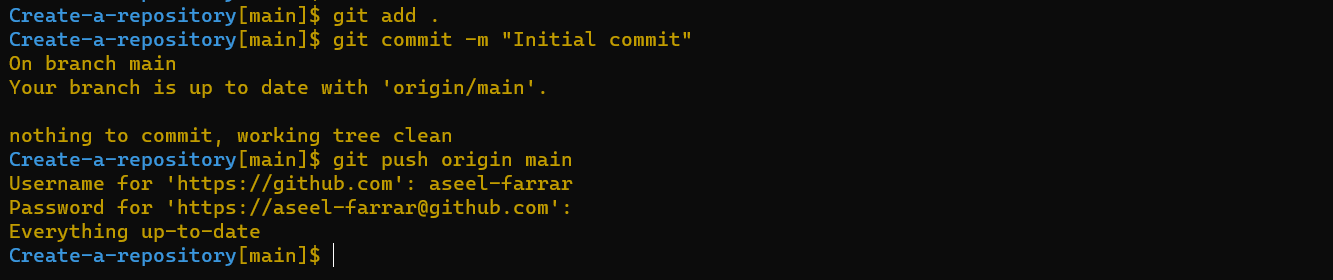 Create-a-repository[main]$ git add .
Create-a-repository[main]$ git commit -m "Initial commit"
On branch main
Your branch is up to date with 'origin/main'.
nothing to commit, working tree clean
Create-a-repository[main]$ git push origin main
Username for 'https://github.com': aseel-farrar
Password for 'https://aseel-farrar@github.com':
Everything up-to-date
Create-a-repository[main]$